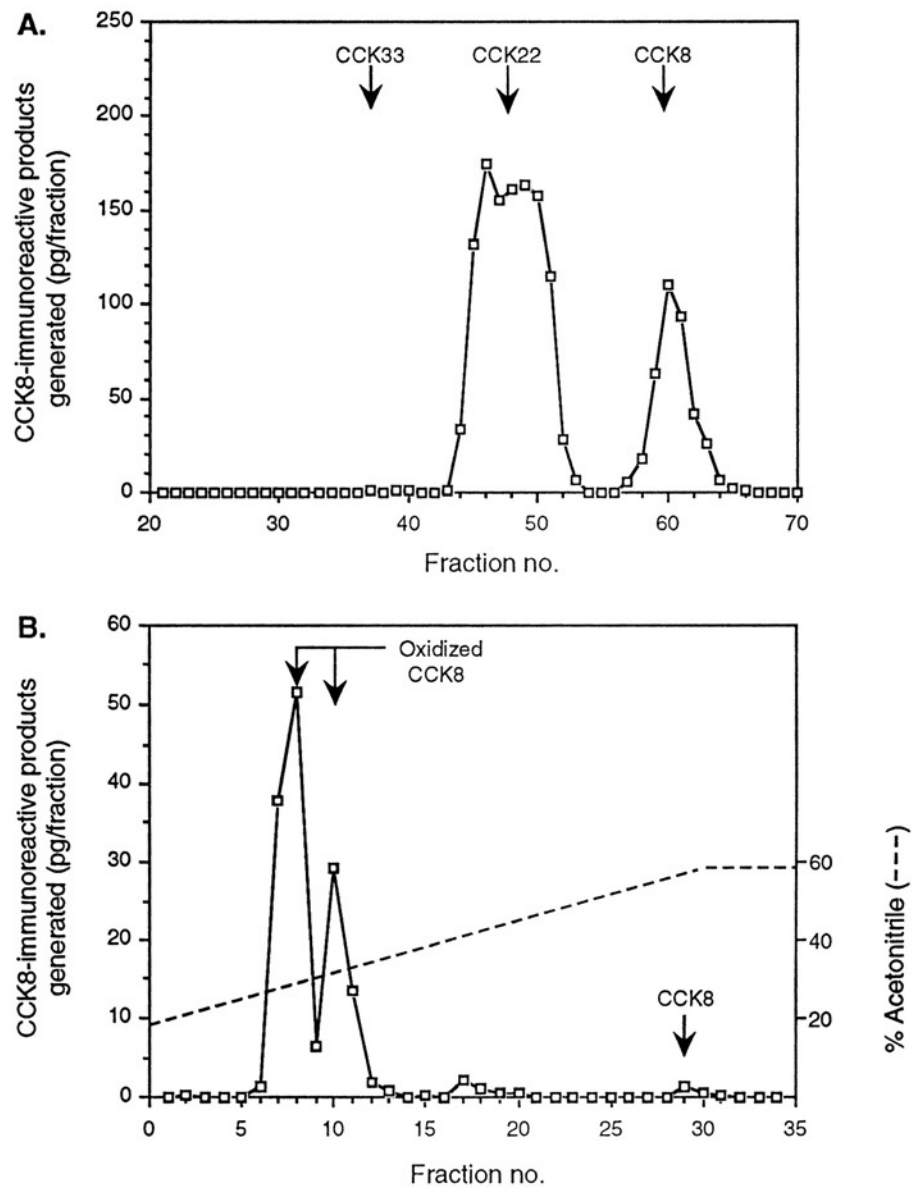 A.
CCK8-immunoreactive products
generated (pg/fraction)
250
200
150
100
50
0
CCK33
CCK22
CCK8
20 30 40 50 60 70
Fraction no.
B.
CCK8-immunoreactive products
generated (pg/fraction)
60
50
40
30
20
10
0
Oxidized
CCK8
CCK8
60
40
20
% Acetonitrile (---)
0 5 10 15 20 25 30 35
Fraction no.